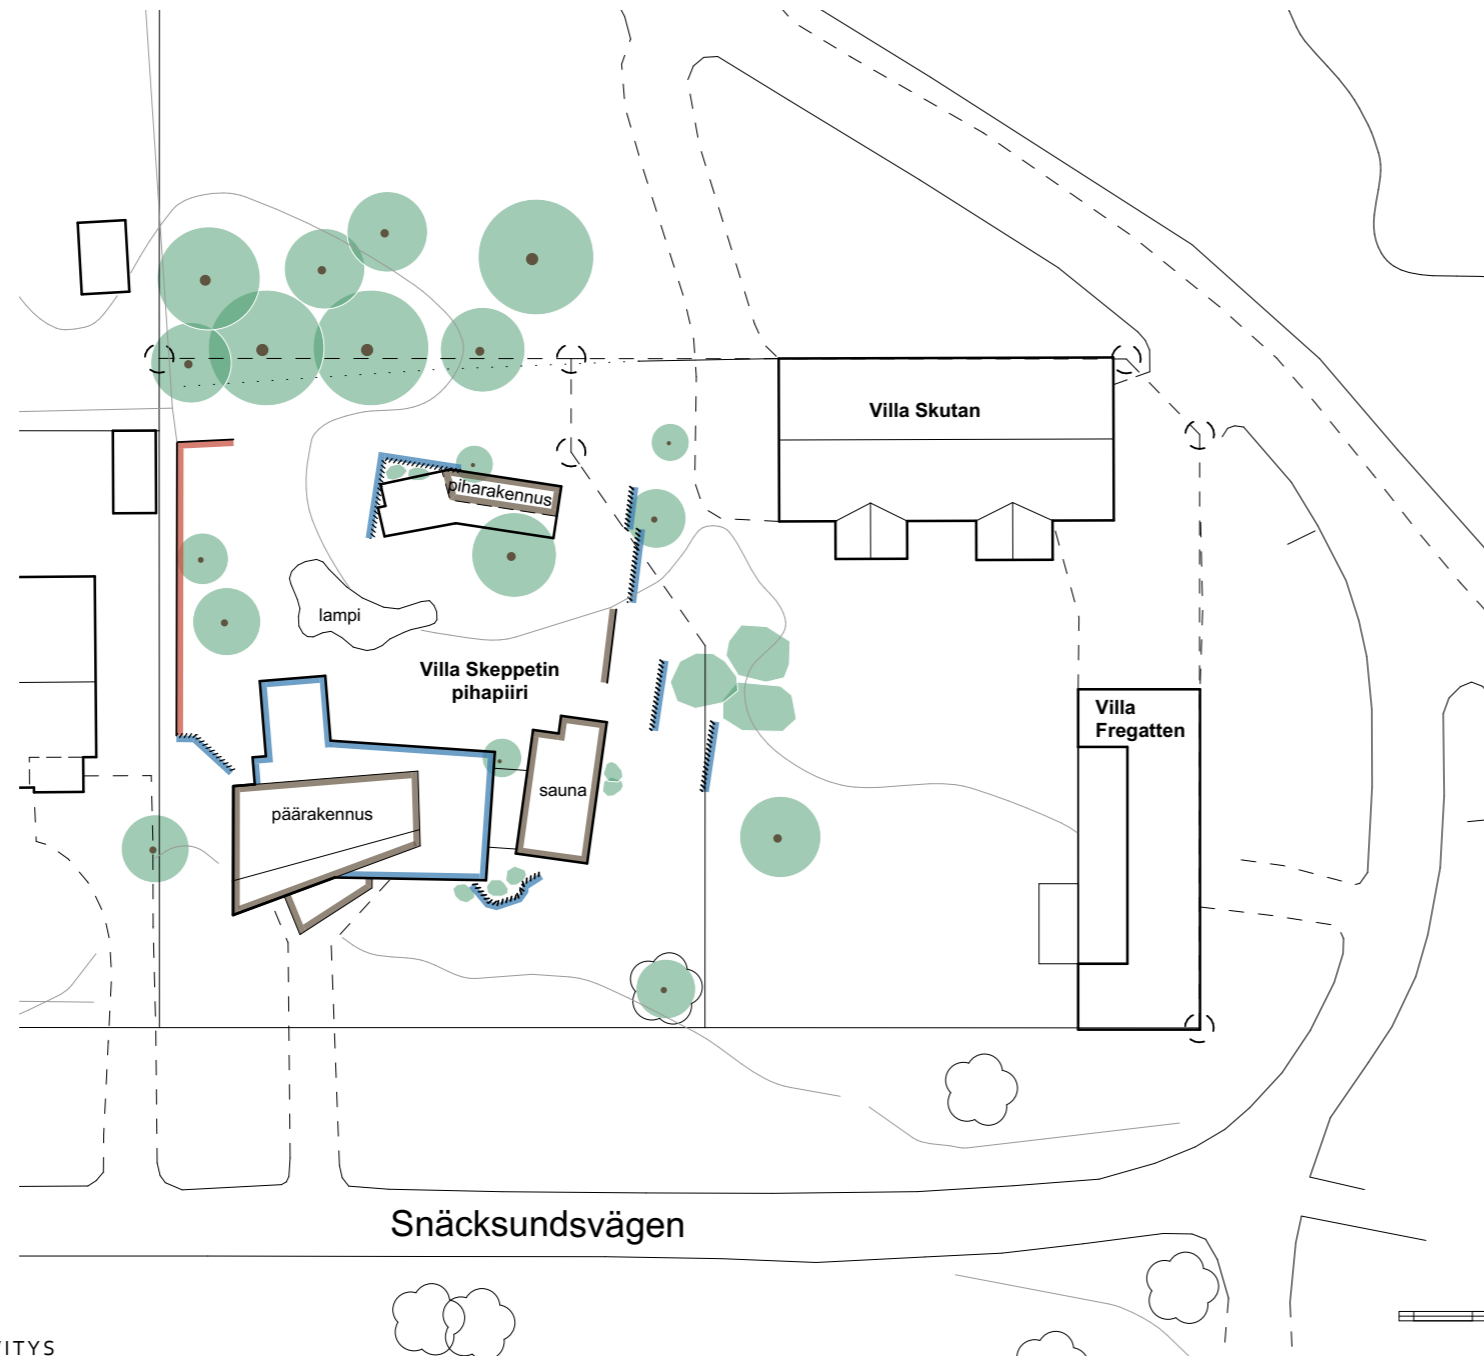 Villa Skutan
piharakennus
lampi
Villa Skeppetin
pihapiiri
Villa
Fregatten
sauna
päärakennus
Snäcksundsvägen
ITYS